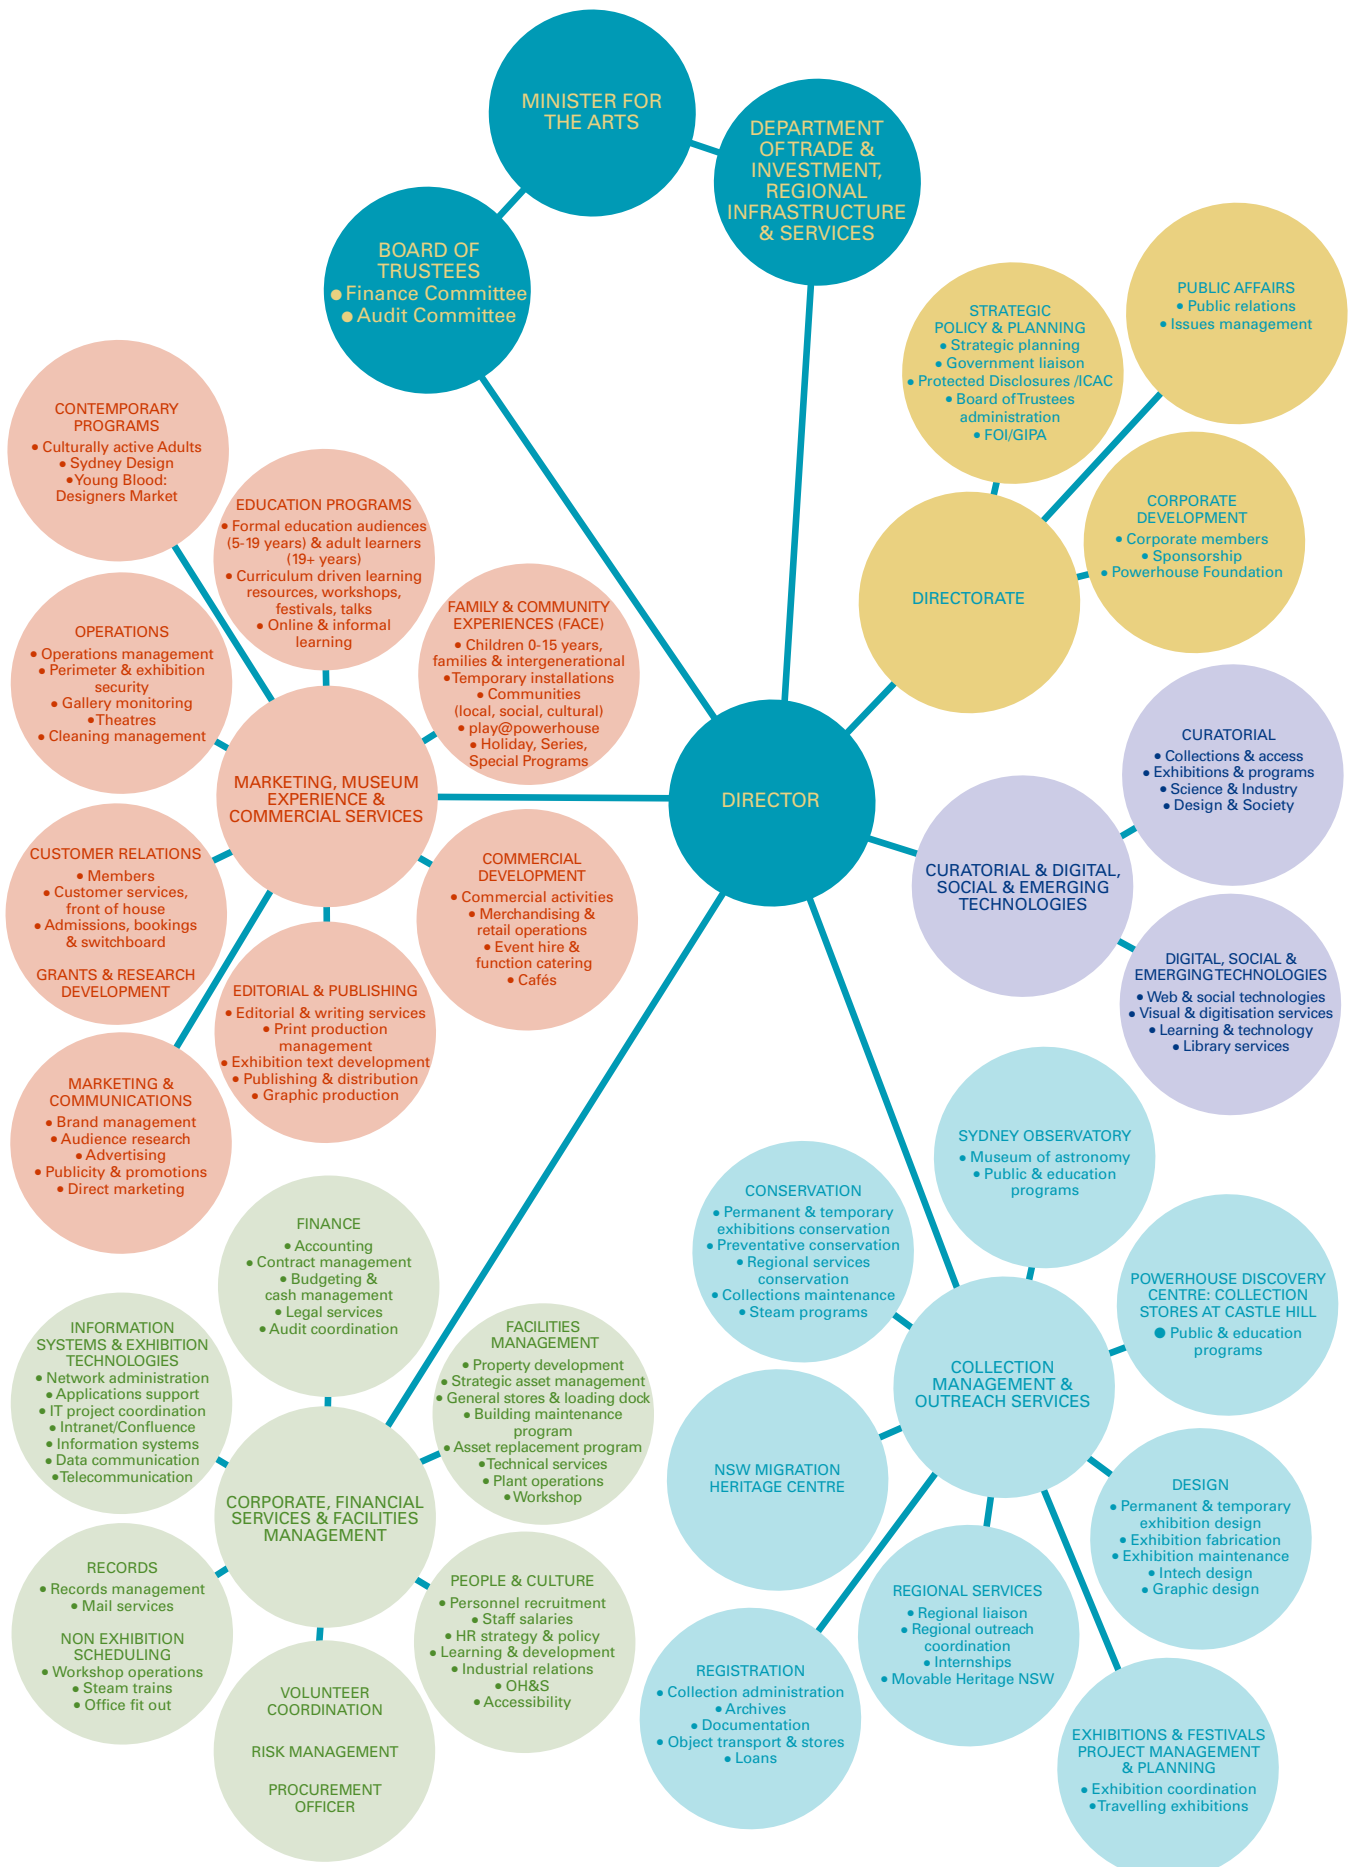 MINISTER FOR
THE ARTS
DEPARTMENT
OF TRADE &
INVESTMENT,
REGIONAL
INFRASTRUCTURE
& SERVICES
BOARD OF
TRUSTEES
● Finance Committee
● Audit Committee
STRATEGIC
POLICY & PLANNING
• Strategic planning
• Government liaison
• Protected Disclosures /ICAC
• Board of Trustees
administration
• FOI/GIPA
PUBLIC AFFAIRS
• Public relations
• Issues management
CORPORATE
DEVELOPMENT
• Corporate members
• Sponsorship
• Powerhouse Foundation
DIRECTORATE
CONTEMPORARY
PROGRAMS
• Culturally active Adults
• Sydney Design
• Young Blood:
Designers Market
EDUCATION PROGRAMS
• Formal education audiences
(5-19 years) & adult learners
(19+ years)
• Curriculum driven learning
resources, workshops,
festivals, talks
• Online & informal
learning
FAMILY & COMMUNITY
EXPERIENCES (FACE)
• Children 0-15 years,
families & intergenerational
• Temporary installations
• Communities
(local, social, cultural)
• play@powerhouse
• Holiday, Series,
Special Programs
OPERATIONS
• Operations management
• Perimeter & exhibition
security
• Gallery monitoring
• Theatres
• Cleaning management
MARKETING, MUSEUM
EXPERIENCE &
COMMERCIAL SERVICES
DIRECTOR
CUSTOMER RELATIONS
• Members
• Customer services,
front of house
• Admissions, bookings
& switchboard
GRANTS & RESEARCH
DEVELOPMENT
COMMERCIAL
DEVELOPMENT
• Commercial activities
• Merchandising &
retail operations
• Event hire &
function catering
• Cafés
EDITORIAL & PUBLISHING
• Editorial & writing services
• Print production
management
• Exhibition text development
• Publishing & distribution
• Graphic production
MARKETING &
COMMUNICATIONS
• Brand management
• Audience research
• Advertising
• Publicity & promotions
• Direct marketing
CURATORIAL
• Collections & access
• Exhibitions & programs
• Science & Industry
• Design & Society
CURATORIAL & DIGITAL,
SOCIAL & EMERGING
TECHNOLOGIES
DIGITAL, SOCIAL &
EMERGING TECHNOLOGIES
• Web & social technologies
• Visual & digitisation services
• Learning & technology
• Library services
SYDNEY OBSERVATORY
• Museum of astronomy
• Public & education
programs
CONSERVATION
• Permanent & temporary
exhibitions conservation
• Preventative conservation
• Regional services
conservation
• Collections maintenance
• Steam programs
POWERHOUSE DISCOVERY
CENTRE: COLLECTION
STORES AT CASTLE HILL
● Public & education
programs
COLLECTION
MANAGEMENT &
OUTREACH SERVICES
NSW MIGRATION
HERITAGE CENTRE
DESIGN
• Permanent & temporary
exhibition design
• Exhibition fabrication
• Exhibition maintenance
• Intech design
• Graphic design
REGIONAL SERVICES
• Regional liaison
• Regional outreach
coordination
• Internships
• Movable Heritage NSW
REGISTRATION
• Collection administration
• Archives
• Documentation
• Object transport & stores
• Loans
EXHIBITIONS & FESTIVALS
PROJECT MANAGEMENT
& PLANNING
• Exhibition coordination
• Travelling exhibitions
FINANCE
• Accounting
• Contract management
• Budgeting &
cash management
• Legal services
• Audit coordination
INFORMATION
SYSTEMS & EXHIBITION
TECHNOLOGIES
• Network administration
• Applications support
• IT project coordination
• Intranet/Confluence
• Information systems
• Data communication
• Telecommunication
FACILITIES
MANAGEMENT
• Property development
• Strategic asset management
• General stores & loading dock
• Building maintenance
program
• Asset replacement program
• Technical services
• Plant operations
• Workshop
CORPORATE, FINANCIAL
SERVICES & FACILITIES
MANAGEMENT
RECORDS
• Records management
• Mail services
NON EXHIBITION
SCHEDULING
• Workshop operations
• Steam trains
• Office fit out
PEOPLE & CULTURE
• Personnel recruitment
• Staff salaries
• HR strategy & policy
• Learning & development
• Industrial relations
• OH&S
• Accessibility
VOLUNTEER
COORDINATION
RISK MANAGEMENT
PROCUREMENT
OFFICER